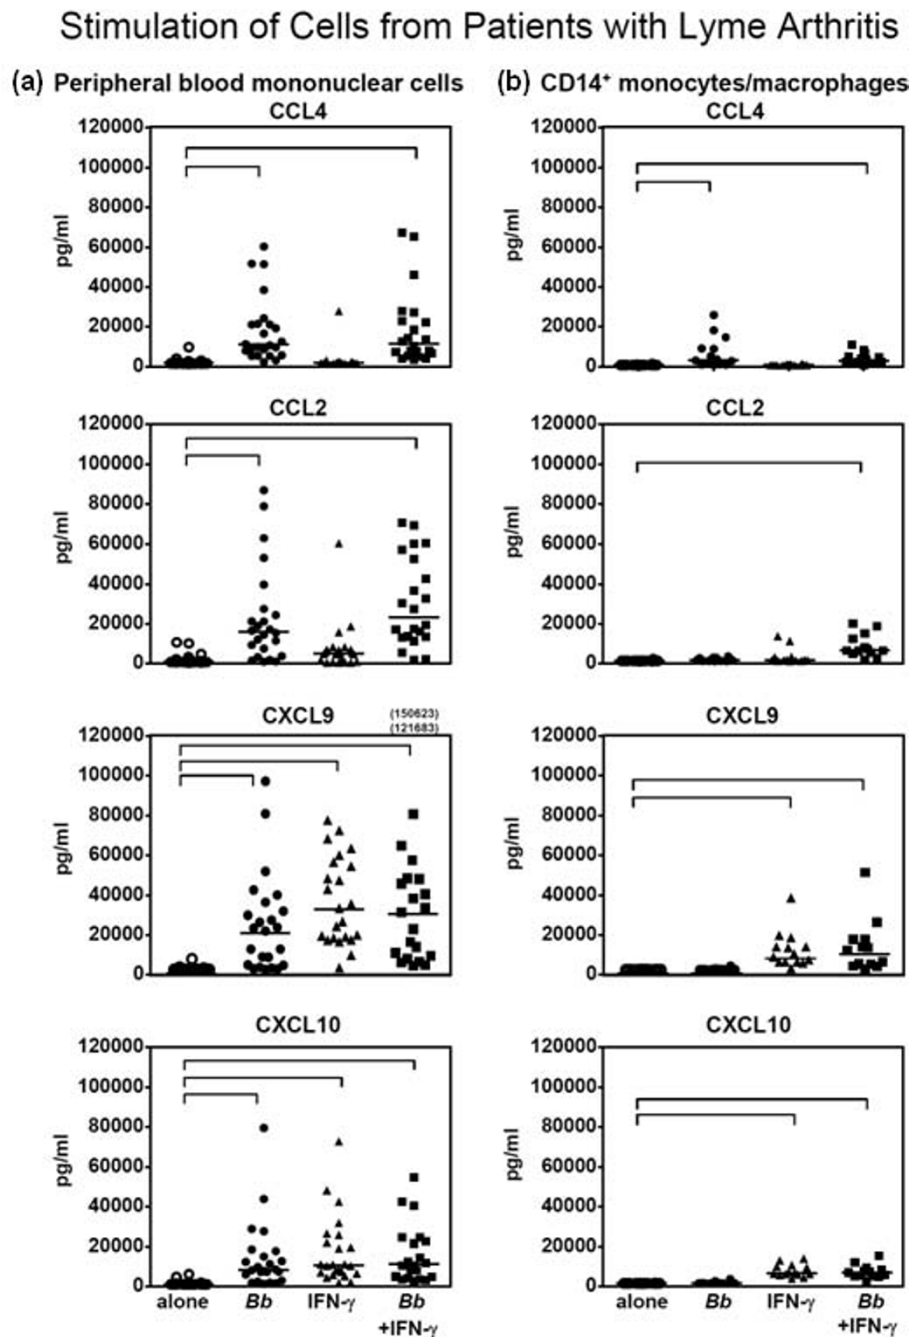 Stimulation of Cells from Patients with Lyme Arthritis
(a) Peripheral blood mononuclear cells
(b) CD14⁺ monocytes/macrophages
CCL4
120000
100000
80000
60000
40000
20000
0
pg/ml
CCL4
120000
100000
80000
60000
40000
20000
0
pg/ml
CCL2
120000
100000
80000
60000
40000
20000
0
pg/ml
CCL2
120000
100000
80000
60000
40000
20000
0
pg/ml
CXCL9
(150623)
(121683)
120000
100000
80000
60000
40000
20000
0
pg/ml
CXCL9
120000
100000
80000
60000
40000
20000
0
pg/ml
CXCL10
120000
100000
80000
60000
40000
20000
0
pg/ml
alone Bb IFN-γ Bb
+IFN-γ
CXCL10
120000
100000
80000
60000
40000
20000
0
pg/ml
alone Bb IFN-γ Bb
+IFN-γ